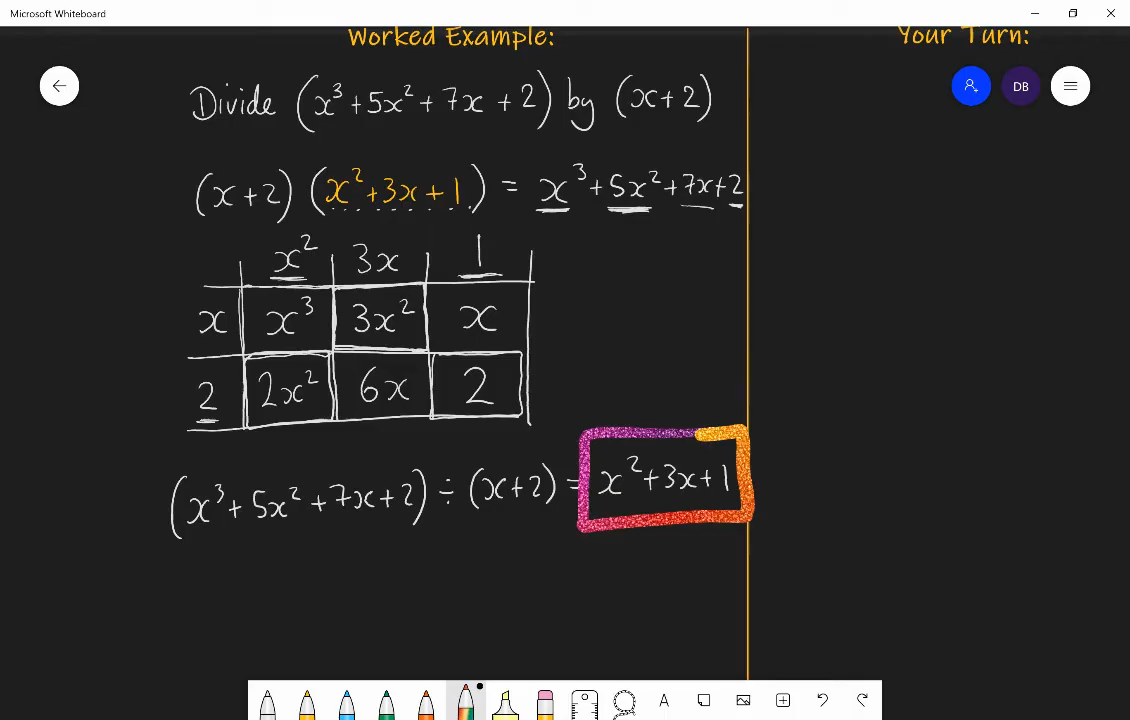 Microsoft Whiteboard
Worked Example:
Your Turn:
DB
Divide (x³ + 5x² + 7x + 2) by (x + 2)
(x + 2) (x² + 3x + 1) = x³ + 5x² + 7x + 2
x² 3x 1
x x³ 3x² x
2 2x² 6x 2
(x³ + 5x² + 7x + 2) ÷ (x + 2) = x² + 3x + 1
A